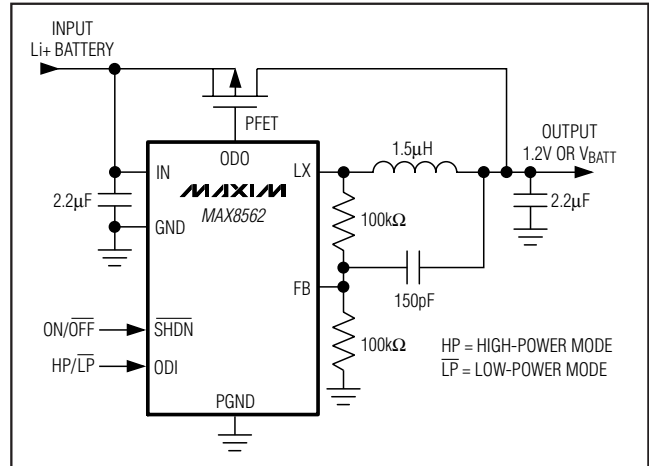 INPUT
Li+ BATTERY
PFET
ODO
IN
LX
1.5µH
OUTPUT
1.2V OR VBATT
MAXIM
MAX8562
2.2µF
GND
100kΩ
2.2µF
FB
150pF
ON/OFF
SHDN
HP/LP
ODI
100kΩ
HP = HIGH-POWER MODE
LP = LOW-POWER MODE
PGND